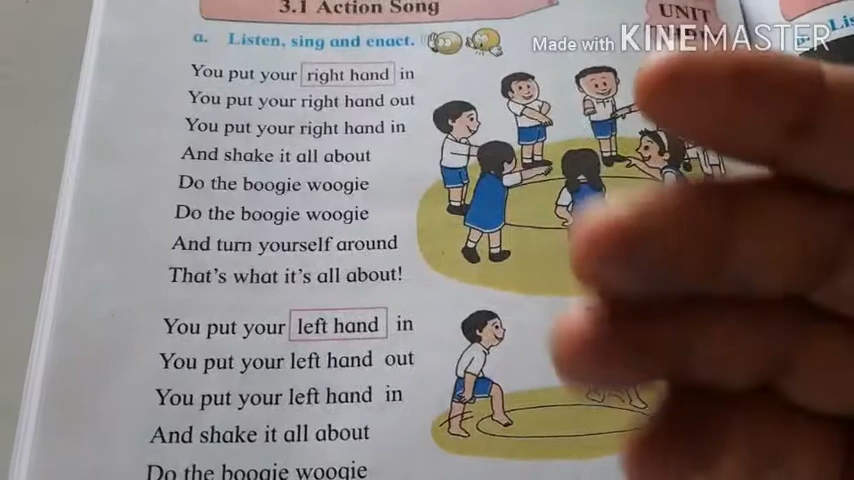 3.1 Action Song
UNIT
a. Listen, sing and enact.
Made with KINEMASTER
You put your right hand in
You put your right hand out
You put your right hand in
And shake it all about
Do the boogie woogie
Do the boogie woogie
And turn yourself around
That's what it's all about!
You put your left hand in
You put your left hand out
You put your left hand in
And shake it all about
Do the boogie woogie